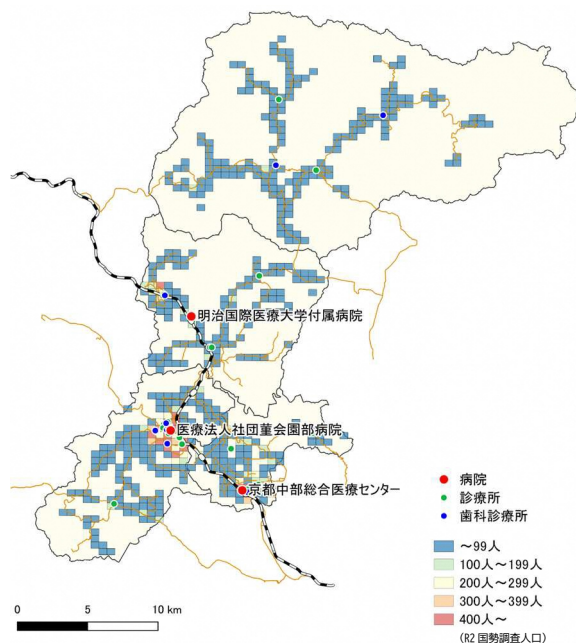 明治国際医療大学付属病院
医療法人社団菫会園部病院
京都中部総合医療センター
病院
診療所
歯科診療所
～99人
100人～199人
200人～299人
300人～399人
400人～
(R2国勢調査人口)
0 5 10 km